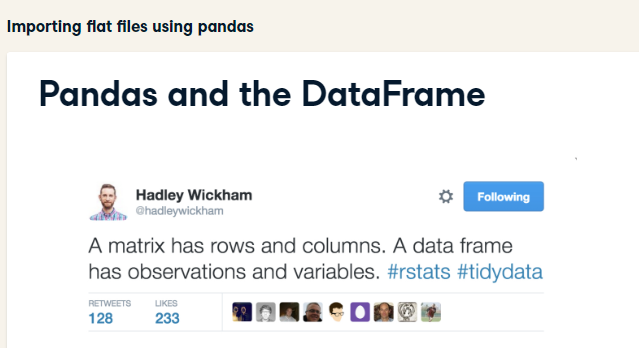 Importing flat files using pandas
Pandas and the DataFrame
Hadley Wickham
@hadleywickham
Following
A matrix has rows and columns. A data frame
has observations and variables. #rstats #tidydata
RETWEETS LIKES
128 233